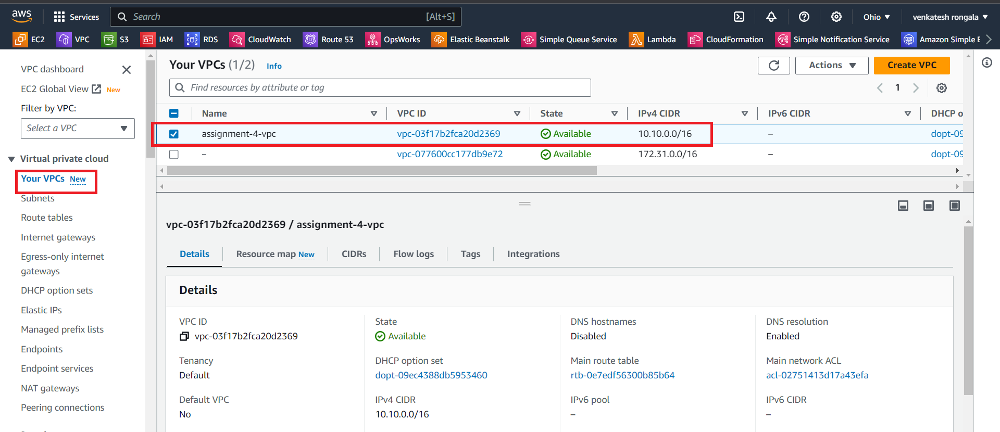 aws Services Search [Alt+S] Ohio venkatesh rongala
EC2 VPC S3 IAM RDS CloudWatch Route 53 OpsWorks Elastic Beanstalk Simple Queue Service Lambda CloudFormation Simple Notification Service Amazon Simple E
VPC dashboard
EC2 Global View New
Filter by VPC:
Select a VPC
Virtual private cloud
Your VPCs New
Subnets
Route tables
Internet gateways
Egress-only internet
gateways
DHCP option sets
Elastic IPs
Managed prefix lists
Endpoints
Endpoint services
NAT gateways
Peering connections
Your VPCs (1/2) Info
Actions Create VPC
Find resources by attribute or tag
1
Name VPC ID State IPv4 CIDR IPv6 CIDR DHCP o
assignment-4-vpc vpc-03f17b2fca20d2369 Available 10.10.0.0/16 – dopt-09
– vpc-077600cc177db9e72 Available 172.31.0.0/16 – dopt-09
vpc-03f17b2fca20d2369 / assignment-4-vpc
Details Resource map New CIDRs Flow logs Tags Integrations
Details
VPC ID State DNS hostnames DNS resolution
vpc-03f17b2fca20d2369 Available Disabled Enabled
Tenancy DHCP option set Main route table Main network ACL
Default dopt-09ec4388db5953460 rtb-0e7edf56300b85b64 acl-02751413d17a43efa
Default VPC IPv4 CIDR IPv6 pool IPv6 CIDR
No 10.10.0.0/16 – –